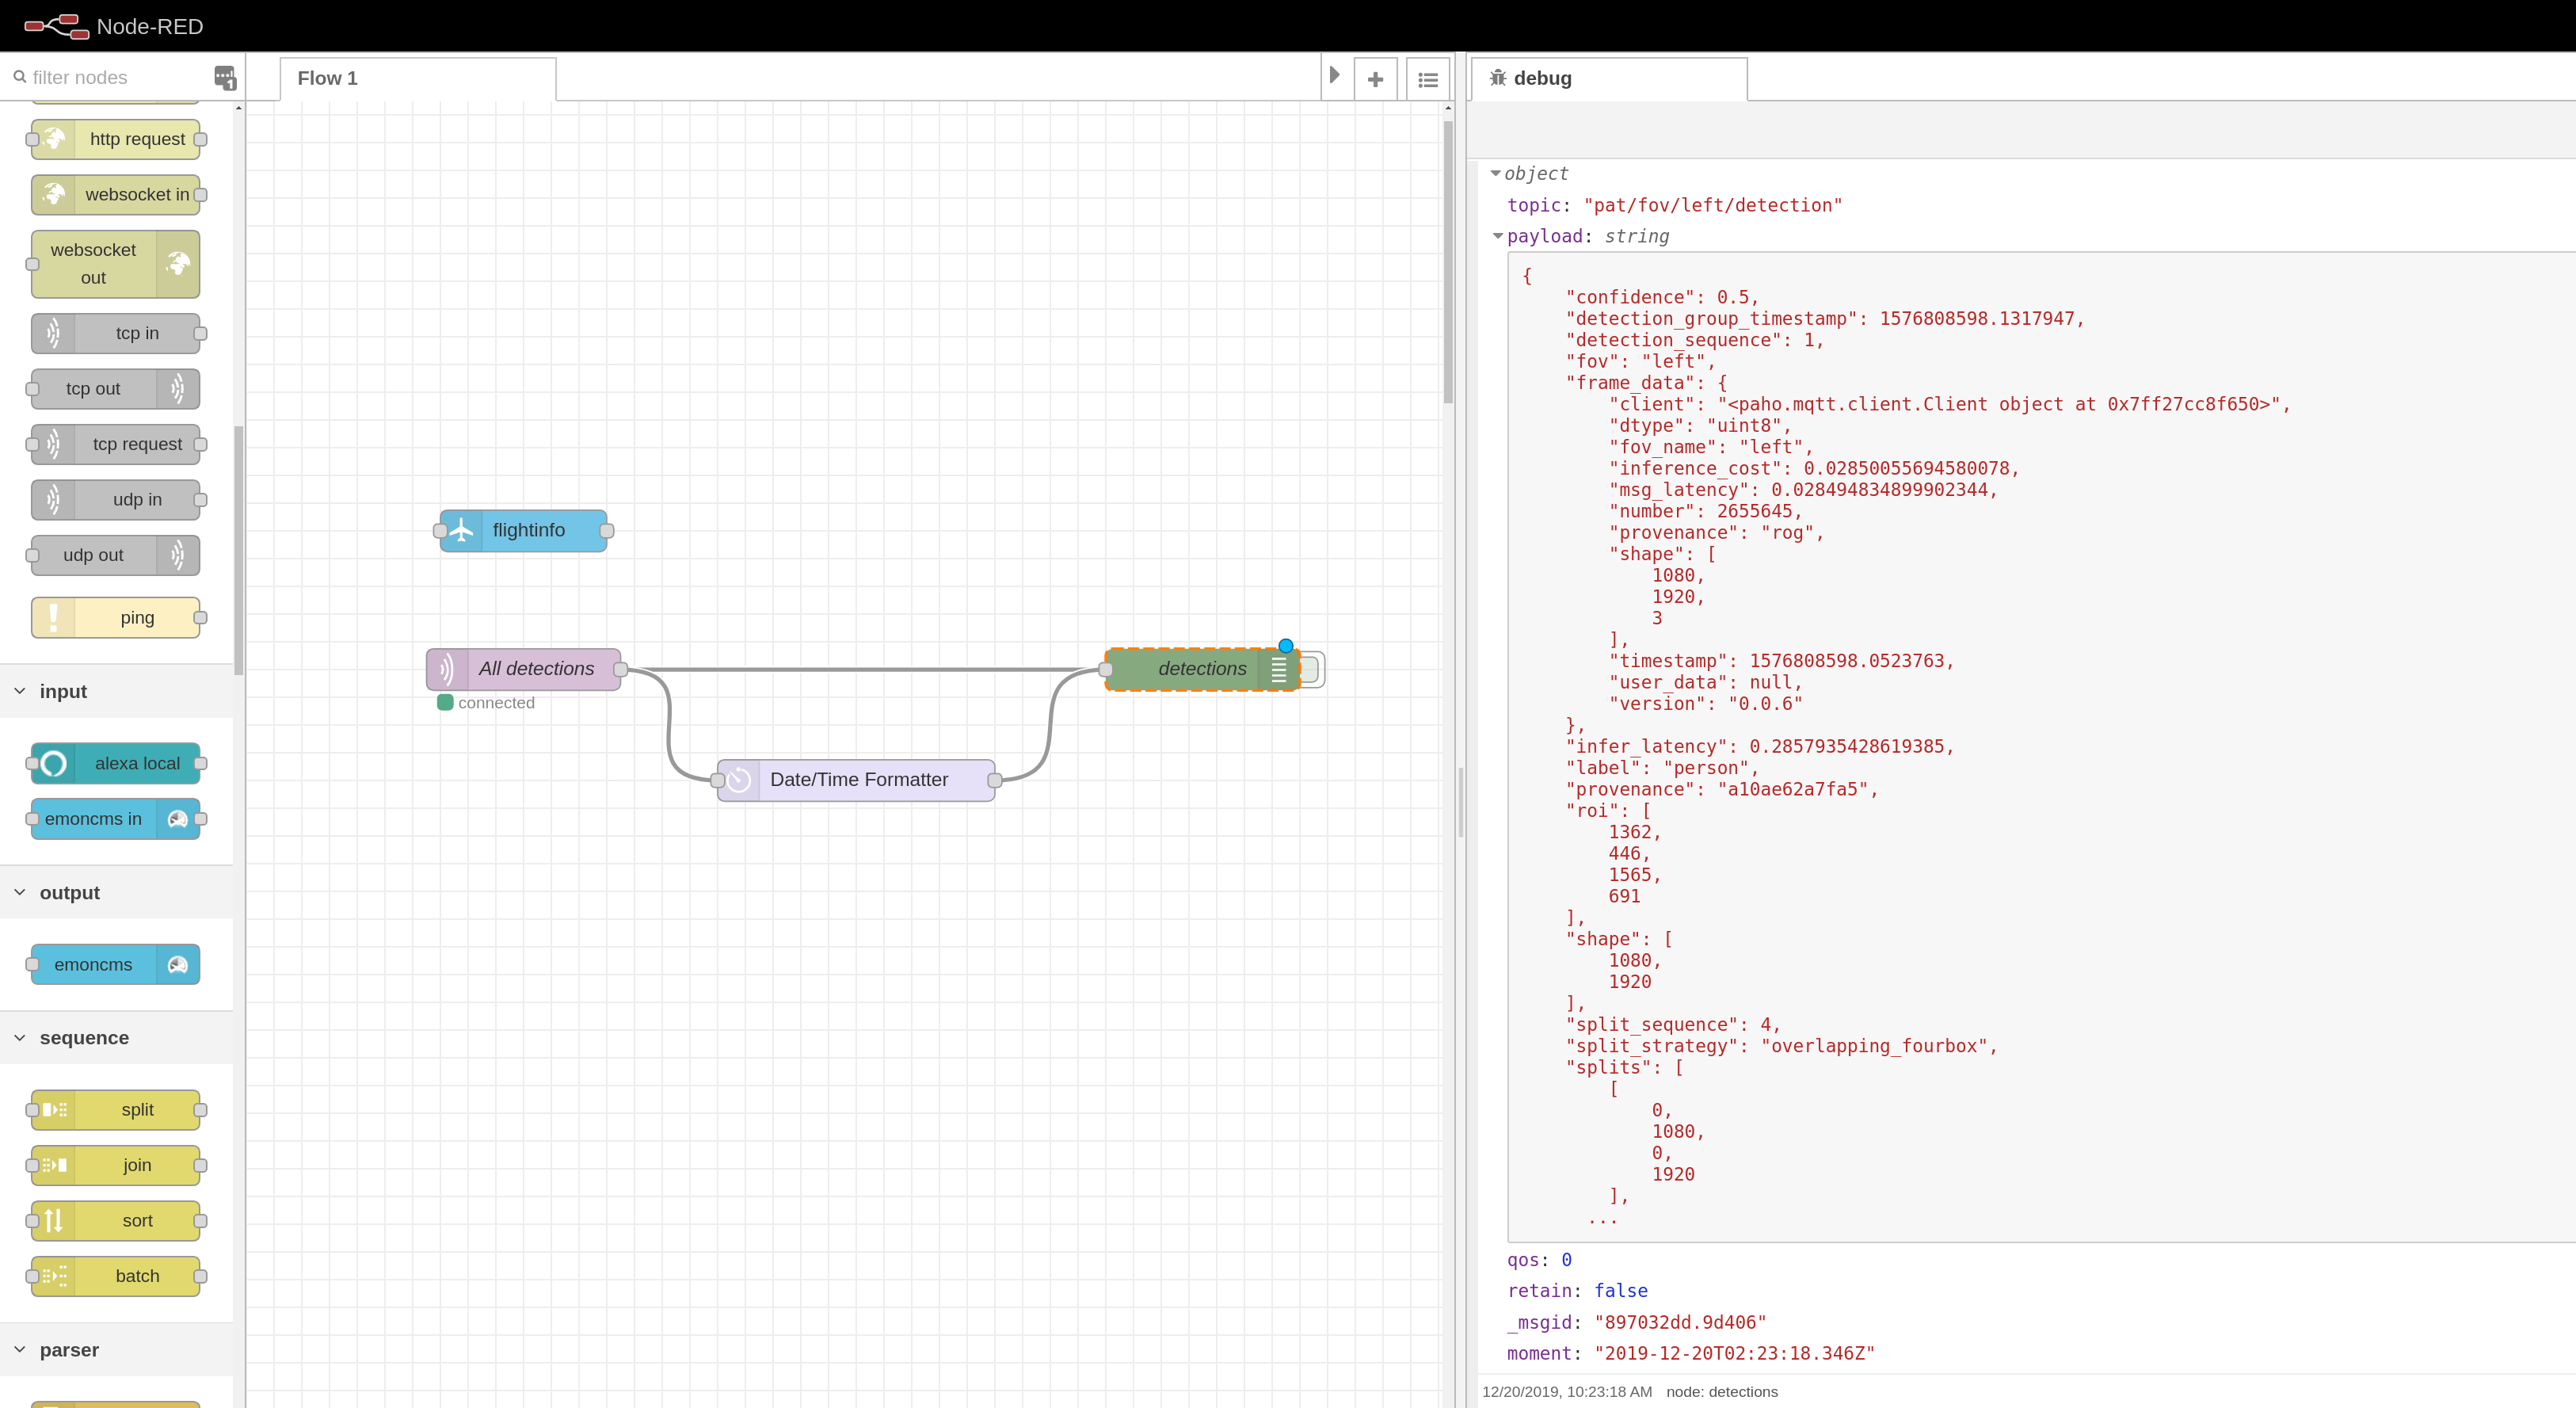 Node-RED
filter nodes
1
http request
websocket in
websocket
out
tcp in
tcp out
tcp request
udp in
udp out
ping
input
alexa local
emoncms in
output
emoncms
sequence
split
join
sort
batch
parser
Flow 1
flightinfo
All detections
connected
Date/Time Formatter
detections
debug
object
topic: "pat/fov/left/detection"
payload: string
{
    "confidence": 0.5,
    "detection_group_timestamp": 1576808598.1317947,
    "detection_sequence": 1,
    "fov": "left",
    "frame_data": {
        "client": "<paho.mqtt.client.Client object at 0x7ff27cc8f650>",
        "dtype": "uint8",
        "fov_name": "left",
        "inference_cost": 0.02850055694580078,
        "msg_latency": 0.028494834899902344,
        "number": 2655645,
        "provenance": "rog",
        "shape": [
            1080,
            1920,
            3
        ],
        "timestamp": 1576808598.0523763,
        "user_data": null,
        "version": "0.0.6"
    },
    "infer_latency": 0.2857935428619385,
    "label": "person",
    "provenance": "a10ae62a7fa5",
    "roi": [
        1362,
        446,
        1565,
        691
    ],
    "shape": [
        1080,
        1920
    ],
    "split_sequence": 4,
    "split_strategy": "overlapping_fourbox",
    "splits": [
        [
            0,
            1080,
            0,
            1920
        ],
      ...
qos: 0
retain: false
_msgid: "897032dd.9d406"
moment: "2019-12-20T02:23:18.346Z"
12/20/2019, 10:23:18 AM node: detections